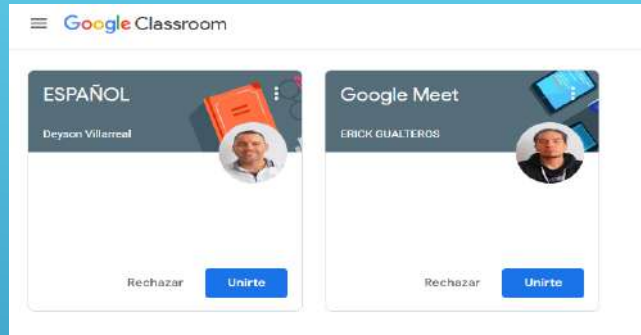 Google Classroom
ESPAÑOL
Deyson Villarreal
Rechazar Unirte
Google Meet
ERICK GUALTEROS
Rechazar Unirte